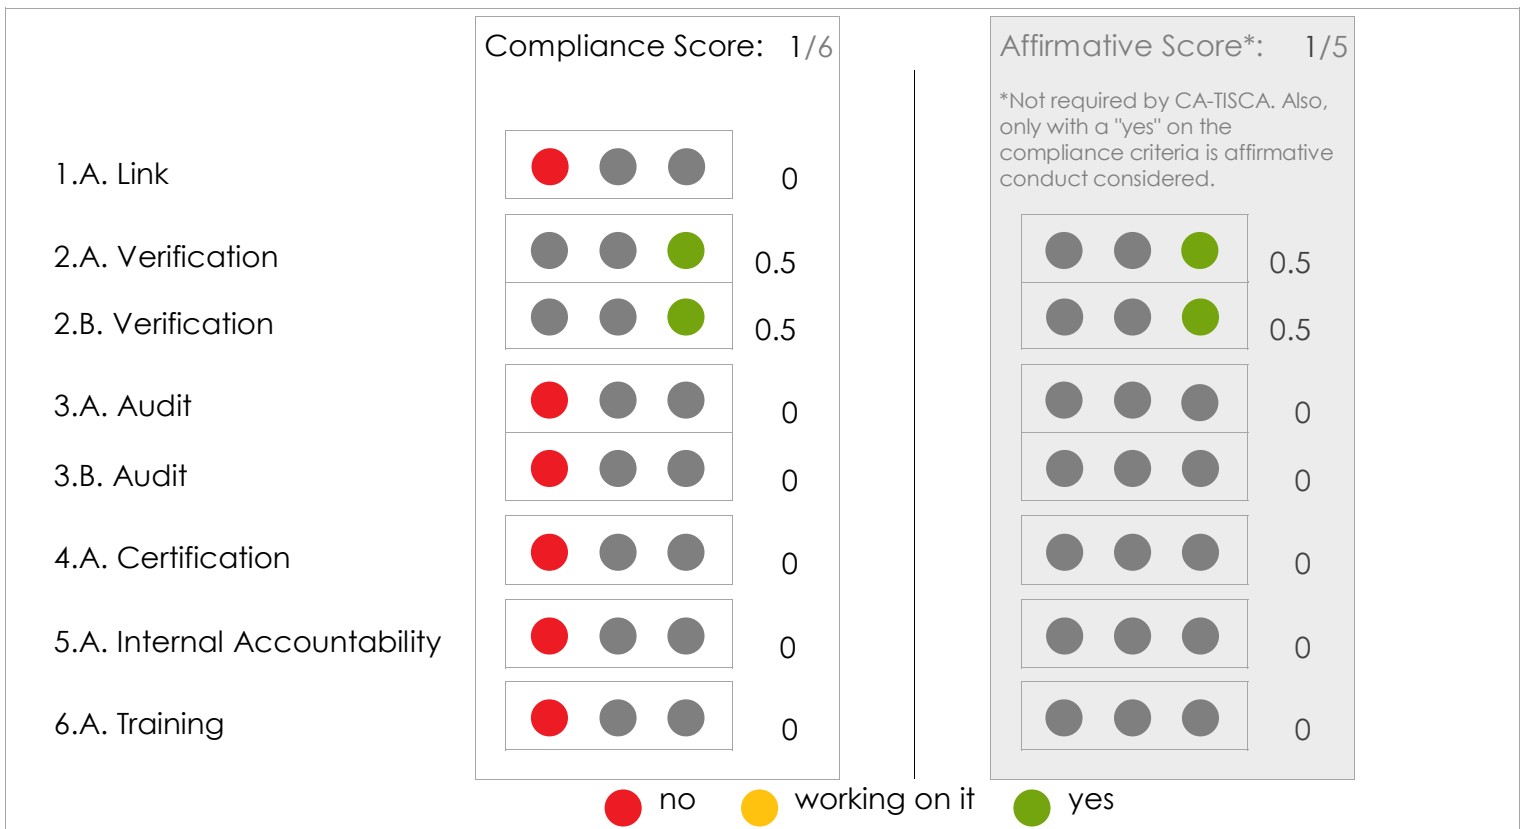 Compliance Score: 1/6
Affirmative Score*: 1/5
*Not required by CA-TISCA. Also,
only with a "yes" on the
compliance criteria is affirmative
conduct considered.
1.A. Link 0
2.A. Verification 0.5 0.5
2.B. Verification 0.5 0.5
3.A. Audit 0 0
3.B. Audit 0 0
4.A. Certification 0 0
5.A. Internal Accountability 0 0
6.A. Training 0 0
no working on it yes